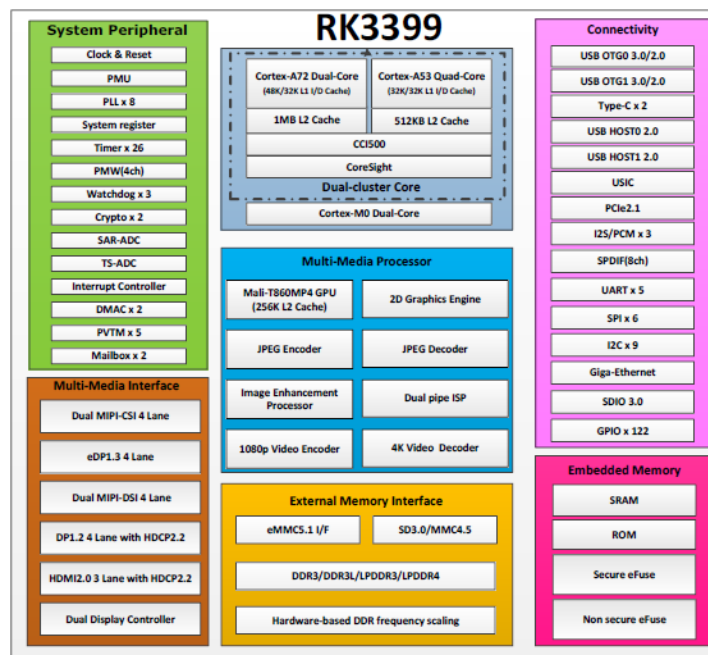 RK3399
System Peripheral
Clock & Reset
PMU
PLL x 8
System register
Timer x 26
PMW(4ch)
Watchdog x 3
Crypto x 2
SAR-ADC
TS-ADC
Interrupt Controller
DMAC x 2
PVTM x 5
Mailbox x 2
Multi-Media Interface
Dual MIPI-CSI 4 Lane
eDP1.3 4 Lane
Dual MIPI-DSI 4 Lane
DP1.2 4 Lane with HDCP2.2
HDMI2.0 3 Lane with HDCP2.2
Dual Display Controller
Cortex-A72 Dual-Core
(48K/32K L1 I/D Cache)
Cortex-A53 Quad-Core
(32K/32K L1 I/D Cache)
1MB L2 Cache
512KB L2 Cache
CCI500
CoreSight
Dual-cluster Core
Cortex-M0 Dual-Core
Multi-Media Processor
Mali-T860MP4 GPU
(256K L2 Cache)
2D Graphics Engine
JPEG Encoder
JPEG Decoder
Image Enhancement
Processor
Dual pipe ISP
1080p Video Encoder
4K Video Decoder
External Memory Interface
eMMC5.1 I/F
SD3.0/MMC4.5
DDR3/DDR3L/LPDDR3/LPDDR4
Hardware-based DDR frequency scaling
Connectivity
USB OTG0 3.0/2.0
USB OTG1 3.0/2.0
Type-C x 2
USB HOST0 2.0
USB HOST1 2.0
USIC
PCIe2.1
I2S/PCM x 3
SPDIF(8ch)
UART x 5
SPI x 6
I2C x 9
Giga-Ethernet
SDIO 3.0
GPIO x 122
Embedded Memory
SRAM
ROM
Secure eFuse
Non secure eFuse